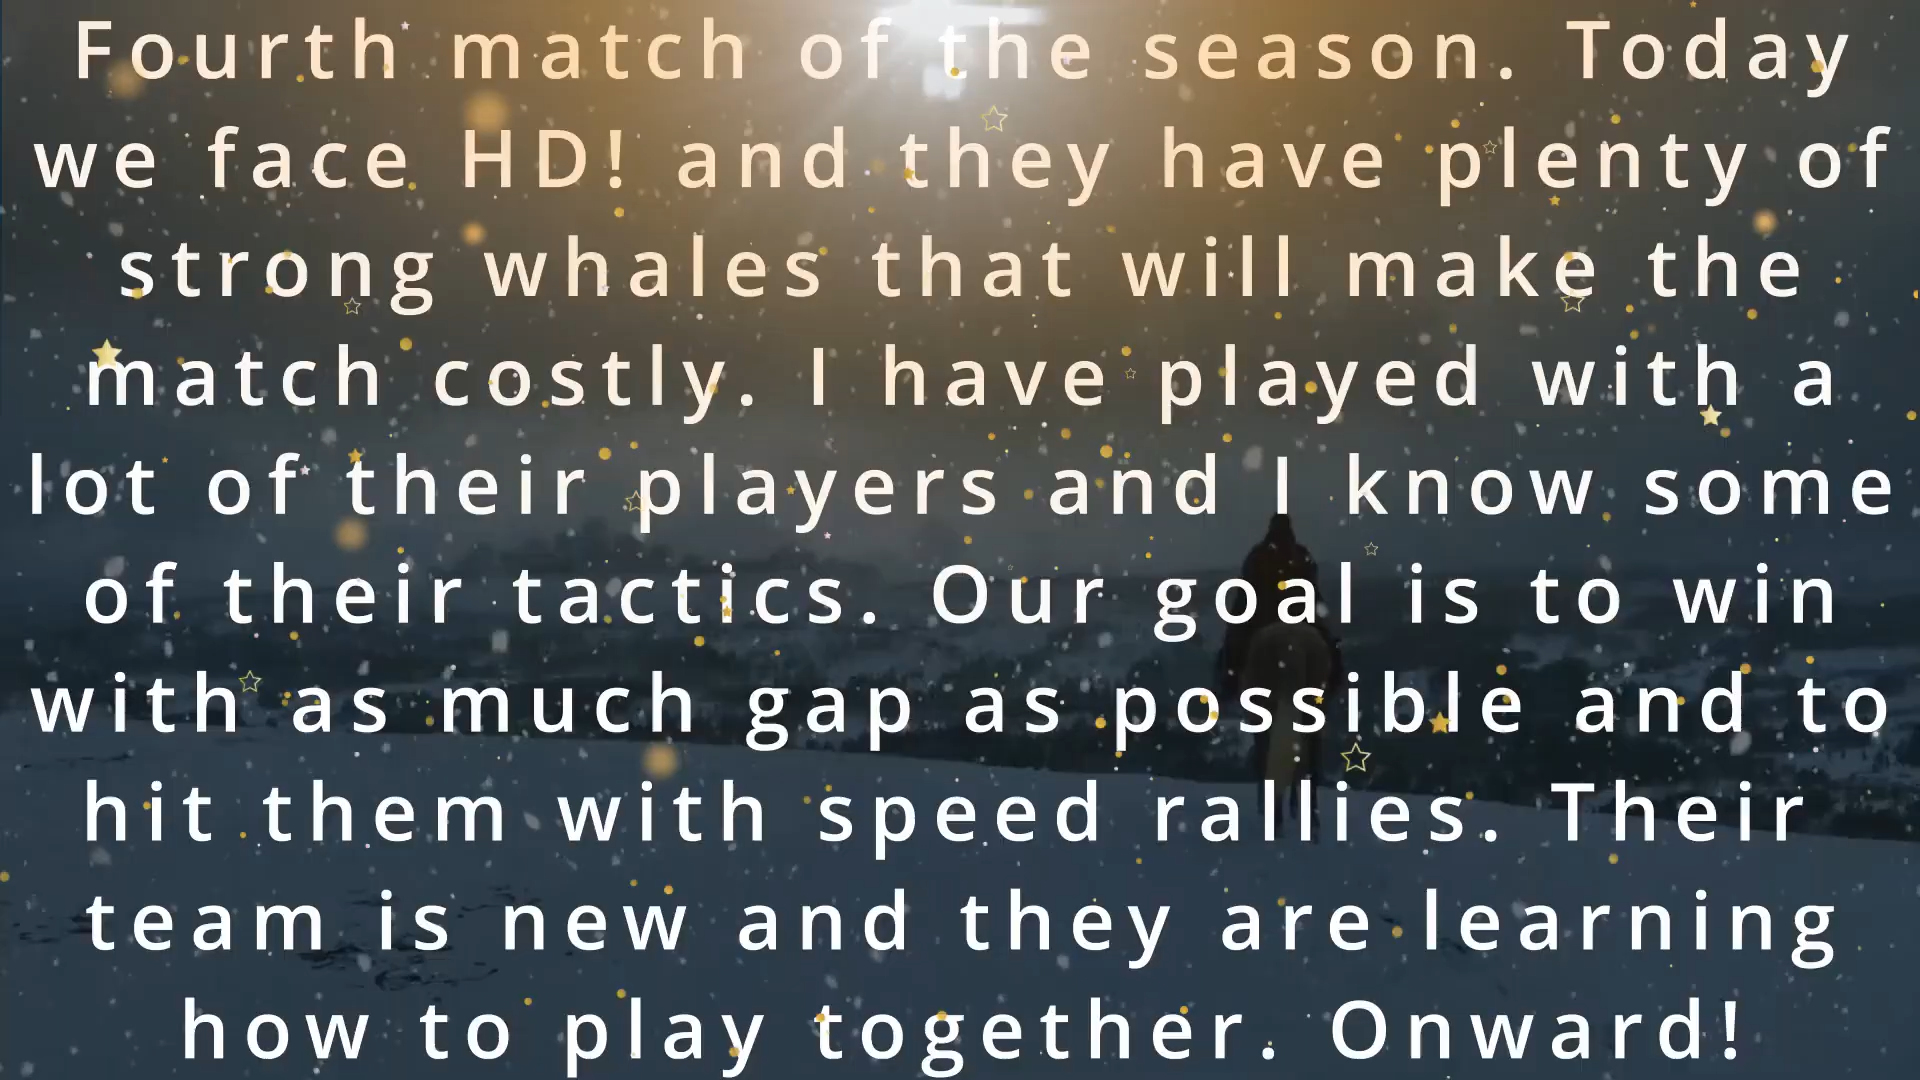 Fourth match of the season. Today
we face HD! and they have plenty of
strong whales that will make the
match costly. I have played with a
lot of their players and I know some
of their tactics. Our goal is to win
with as much gap as possible and to
hit them with speed rallies. Their
team is new and they are learning
how to play together. Onward!